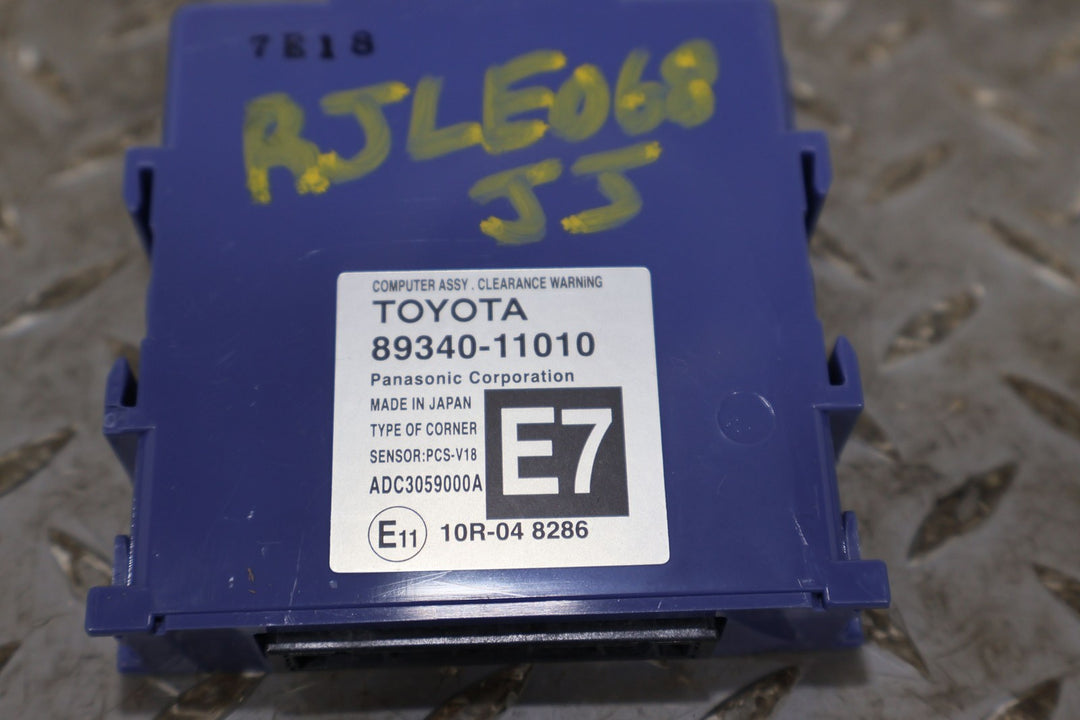 7E18
RJLE068
JJ
COMPUTER ASSY . CLEARANCE WARNiNG
TOYOTA
89340-11010
Panasonic Corporation
MADE IN JAPAN
TYPE OF CORNER
SENSOR:PCS-V18
ADC3059000A
E7
E11 10R-04 8286